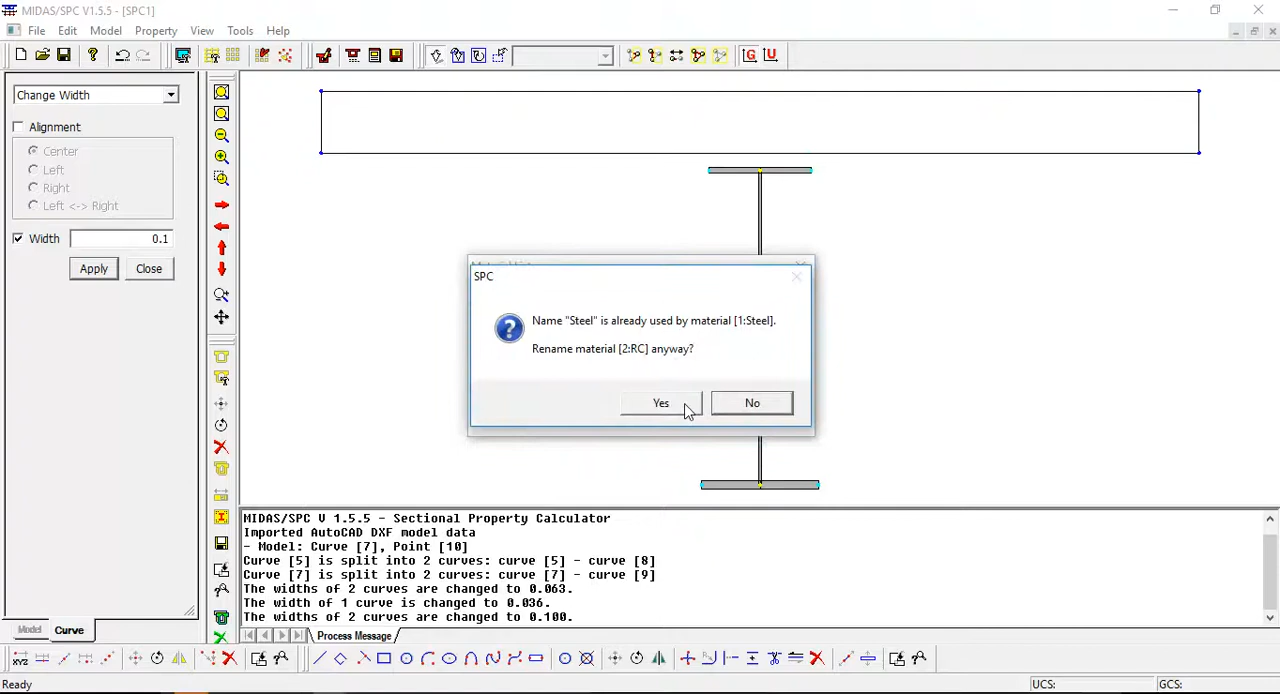 MIDAS/SPC V1.5.5 - [SPC1]
File Edit Model Property View Tools Help
G U
Change Width
Alignment
Center
Left
Right
Left <-> Right
Width 0.1
Apply Close
SPC
Name "Steel" is already used by material [1:Steel].
Rename material [2:RC] anyway?
Yes No
MIDAS/SPC V 1.5.5 - Sectional Property Calculator
Imported AutoCAD DXF model data
- Model: Curve [7], Point [10]
Curve [5] is split into 2 curves: curve [5] - curve [8]
Curve [7] is split into 2 curves: curve [7] - curve [9]
The widths of 2 curves are changed to 0.063.
The width of 1 curve is changed to 0.036.
The widths of 2 curves are changed to 0.100.
Model Curve
Process Message
XYZ
Ready UCS: GCS: